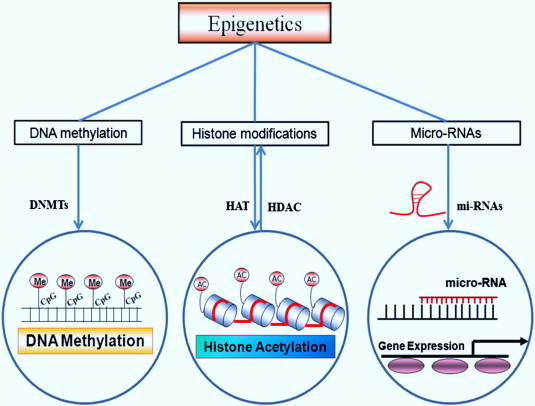 Epigenetics
DNA methylation
Histone modifications
Micro-RNAs
DNMTs
HAT
HDAC
mi-RNAs
Me Me Me Me
CpG CpG CpG CpG
DNA Methylation
AC AC AC AC
Histone Acetylation
micro-RNA
Gene Expression